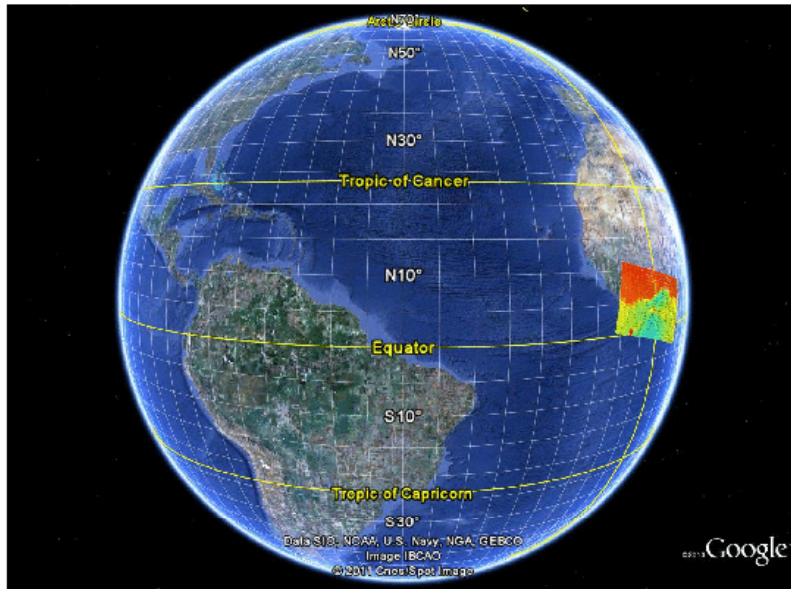 N70°
Arctic Circle
N50°
N30°
Tropic of Cancer
N10°
Equator
S10°
Tropic of Capricorn
S30°
Data SIO, NOAA, U.S. Navy, NGA, GEBCO
Image IBCAO
© 2011 Cnes/Spot Image
Google